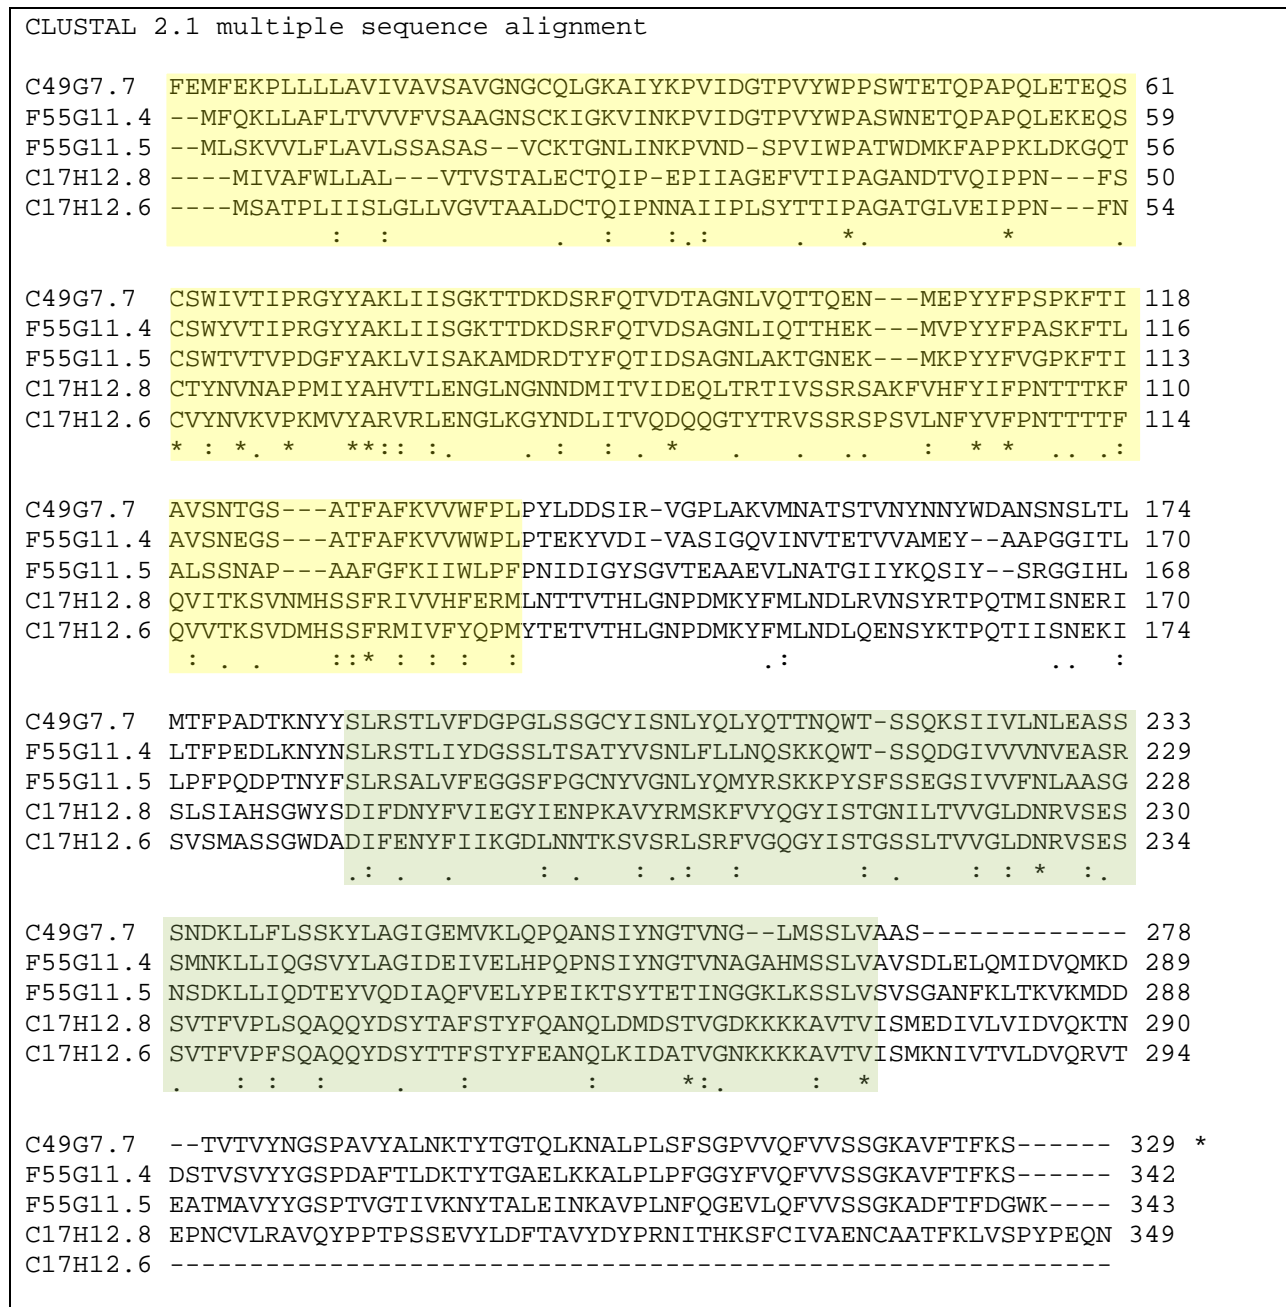 CLUSTAL 2.1 multiple sequence alignment
C49G7.7 FEMFEKPLLLLAVIVAVSAVGNGCQLGKAIYKPVIDGTPVYWPPSWTETQPAPQLETEQS 61
F55G11.4 --MFQKLLAFLTVVVFVSAAGNSCKIGKVINKPVIDGTPVYWPASWNETQPAPQLEKEQS 59
F55G11.5 --MLSKVVLFLAVLSSASAS--VCKTGNLINKPVND-SPVIWPATWDMKFAPPKLDKGQT 56
C17H12.8 ----MIVAFWLLAL---VTVSTALECTQIP-EPIIAGEFVTIPAGANDTVQIPPN---FS 50
C17H12.6 ----MSATPLIISLGLLVGVTAALDCTQIPNNAIIPLSYTTIPAGATGLVEIPPN---FN 54
          :  :          .  :   :.:     .  *.         *      .
C49G7.7 CSWIVTIPRGYYAKLIISGKTTDKDSRFQTVDTAGNLVQTTQEN---MEPYYFPSPKFTI 118
F55G11.4 CSWYVTIPRGYYAKLIISGKTTDKDSRFQTVDSAGNLIQTTHEK---MVPYYFPASKFTL 116
F55G11.5 CSWTVTVPDGFYAKLVISAKAMDRDTYFQTIDSAGNLAKTGNEK---MKPYYFVGPKFTI 113
C17H12.8 CTYNVNAPPMIYAHVTLENGLNGNNDMITVIDEQLTRTIVSSRSAKFVHFYIFPNTTTKF 110
C17H12.6 CVYNVKVPKMVYARVRLENGLKGYNDLITVQDQQGTYTRVSSRSPSVLNFYVFPNTTTTF 114
* : *. *   **:: :.    . :  : . *   .  . ..   :  * *  .. .:
C49G7.7 AVSNTGS---ATFAFKVVWFPLPYLDDSIR-VGPLAKVMNATSTVNYNNYWDANSNSLTL 174
F55G11.4 AVSNEGS---ATFAFKVVWWPLPTEKYVDI-VASIGQVINVTETVVAMEY--AAPGGITL 170
F55G11.5 ALSSNAP---AAFGFKIIWLPFPNIDIGYSGVTEAAEVLNATGIIYKQSIY--SRGGIHL 168
C17H12.8 QVITKSVNMHSSFRIVVHFERMLNTTVTHLGNPDMKYFMLNDLRVNSYRTPQTMISNERI 170
C17H12.6 QVVTKSVDMHSSFRMIVFYQPMYTETVTHLGNPDMKYFMLNDLQENSYKTPQTIISNEKI 174
 : . .    ::* : : :  :               .:                .. :
C49G7.7 MTFPADTKNYYSLRSTLVFDGPGLSSGCYISNLYQLYQTTNQWT-SSQKSIIVLNLEASS 233
F55G11.4 LTFPEDLKNYNSLRSTLIYDGSSLTSATYVSNLFLLNQSKKQWT-SSQDGIVVVNVEASR 229
F55G11.5 LPFPQDPTNYFSLRSALVFEGGSFPGCNYVGNLYQMYRSKKPYSFSSEGSIVVFNLAASG 228
C17H12.8 SLSIAHSGWYSDIFDNYFVIEGYIENPKAVYRMSKFVYQGYISTGNILTVVGLDNRVSES 230
C17H12.6 SVSMASSGWDADIFENYFIIKGDLNNTKSVSRLSRFVGQGYISTGSSLTVVGLDNRVSES 234
           .: . .     : .  : .: :       : .    : : *  :.
C49G7.7 SNDKLLFLSSKYLAGIGEMVKLQPQANSIYNGTVNG--LMSSLVAAS------------- 278
F55G11.4 SMNKLLIQGSVYLAGIDEIVELHPQPNSIYNGTVNAGAHMSSLVAVSDLELQMIDVQMKD 289
F55G11.5 NSDKLLIQDTEYVQDIAQFVELYPEIKTSYTETINGGKLKSSLVSVSGANFKLTKVKMDD 288
C17H12.8 SVTFVPLSQAQQYDSYTAFSTYFQANQLDMDSTVGDKKKKAVTVISMEDIVLVIDVQKTN 290
C17H12.6 SVTFVPFSQAQQYDSYTTFSTYFEANQLKIDATVGNKKKKAVTVISMKNIVTVLDVQRVT 294
.   : :  :    .   :       :     *:.     :  *
C49G7.7 --TVTVYNGSPAVYALNKTYTGTQLKNALPLSFSGPVVQFVVSSGKAVFTFKS------ 329 *
F55G11.4 DSTVSVYYGSPDAFTLDKTYTGAELKKALPLPFGGYFVQFVVSSGKAVFTFKS------ 342
F55G11.5 EATMAVYYGSPTVGTIVKNYTALEINKAVPLNFQGEVLQFVVSSGKADFTFDGWK---- 343
C17H12.8 EPNCVLRAVQYPPTPSSEVYLDFTAVYDYPRNITHKSFCIVAENCAATFKLVSPYPEQN 349
C17H12.6 -----------------------------------------------------------